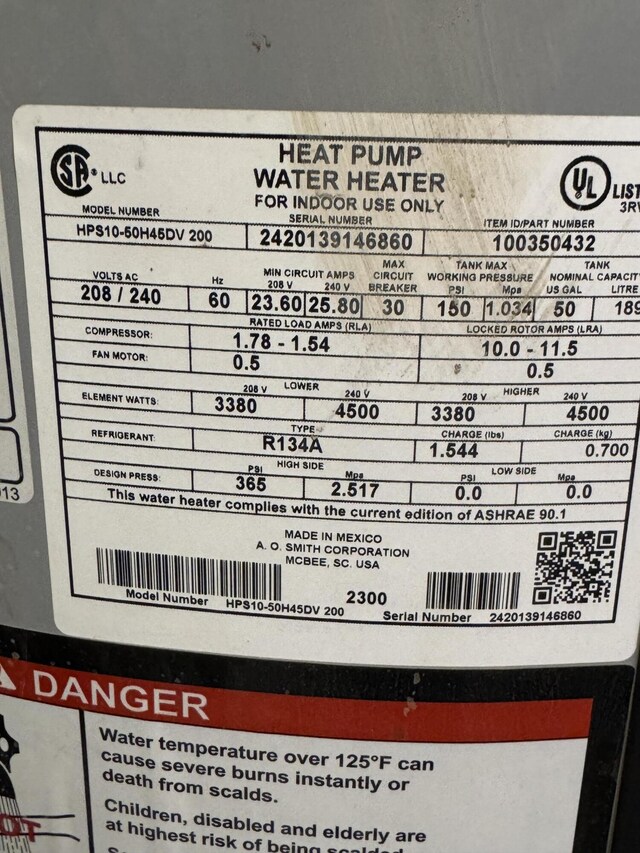 SA® LLC
HEAT PUMP
WATER HEATER
FOR INDOOR USE ONLY
UL LIST
3RV
MODEL NUMBER SERIAL NUMBER ITEM ID/PART NUMBER
HPS10-50H45DV 200 2420139146860 100350432
VOLTS AC Hz MIN CIRCUIT AMPS MAX CIRCUIT BREAKER TANK MAX WORKING PRESSURE TANK NOMINAL CAPACIT
208 V 240 V PSI Mpa US GAL LITRE
208 / 240 60 23.60 25.80 30 150 1.034 50 189
RATED LOAD AMPS (RLA) LOCKED ROTOR AMPS (LRA)
COMPRESSOR: 1.78 - 1.54 10.0 - 11.5
FAN MOTOR: 0.5 0.5
LOWER HIGHER
208 V 240 V 208 V 240 V
ELEMENT WATTS: 3380 4500 3380 4500
TYPE CHARGE (lbs) CHARGE (kg)
REFRIGERANT: R134A 1.544 0.700
HIGH SIDE LOW SIDE
PSI Mpa PSI Mpa
DESIGN PRESS: 365 2.517 0.0 0.0
This water heater complies with the current edition of ASHRAE 90.1
MADE IN MEXICO
A. O. SMITH CORPORATION
MCBEE, SC. USA
2300
Model Number HPS10-50H45DV 200 Serial Number 2420139146860
13
DANGER
Water temperature over 125°F can
cause severe burns instantly or
death from scalds.
Children, disabled and elderly are
at highest risk of being scalded.